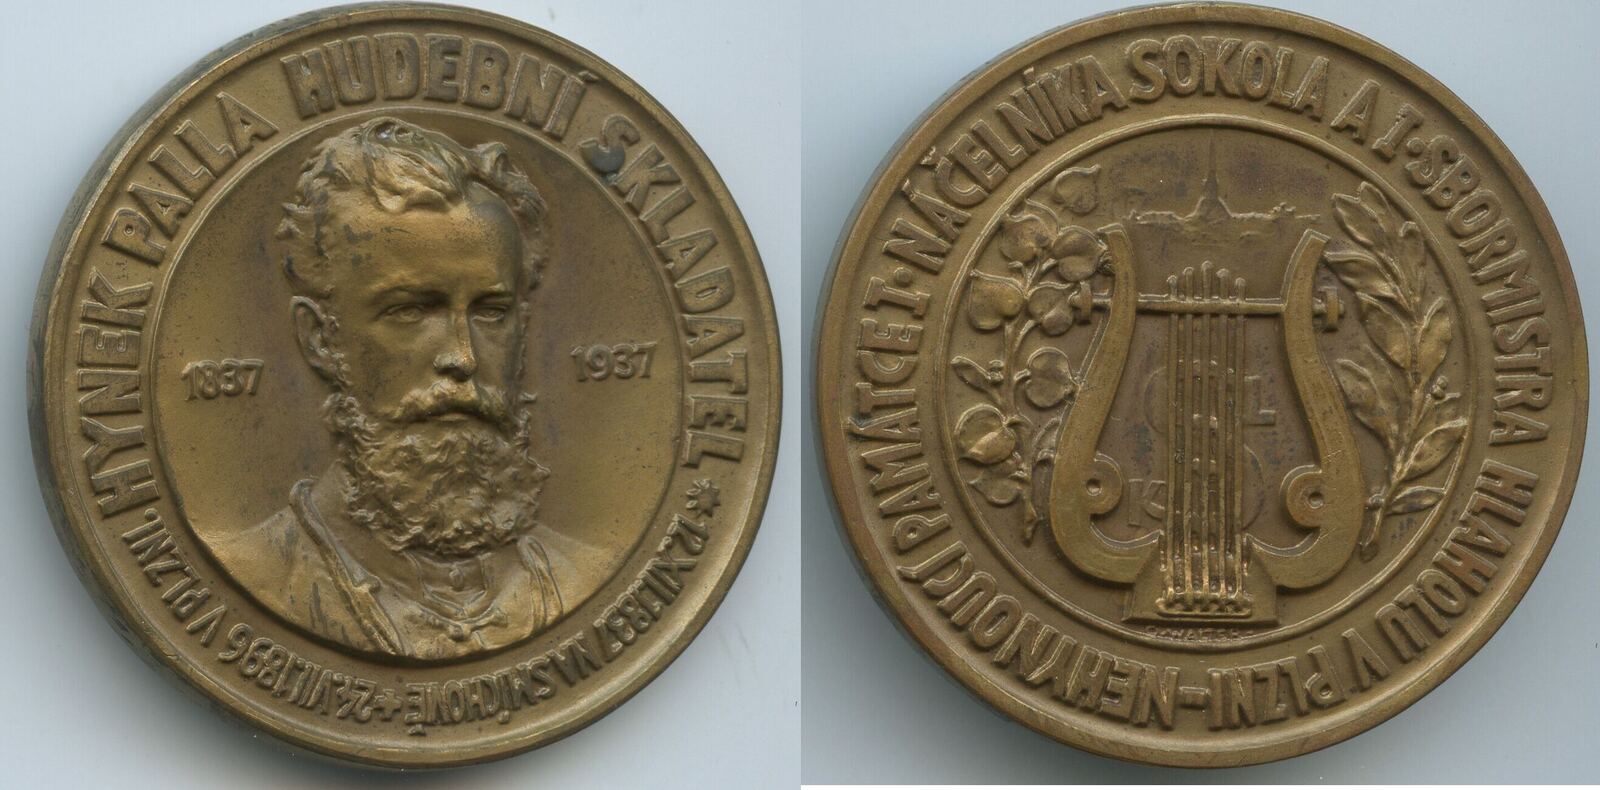 HYNEK PALLA HUDEBNÍ SKLADATEL
* 12.XII.1837 NA SMÍCHOVĚ + 24.VII.1896 V PLZNI.
1837
1937
NEHYNOUCÍ PAMÁTCE I. NÁČELNÍKA SOKOLA A I. SBORMISTRA HLAHOLU V PLZNI